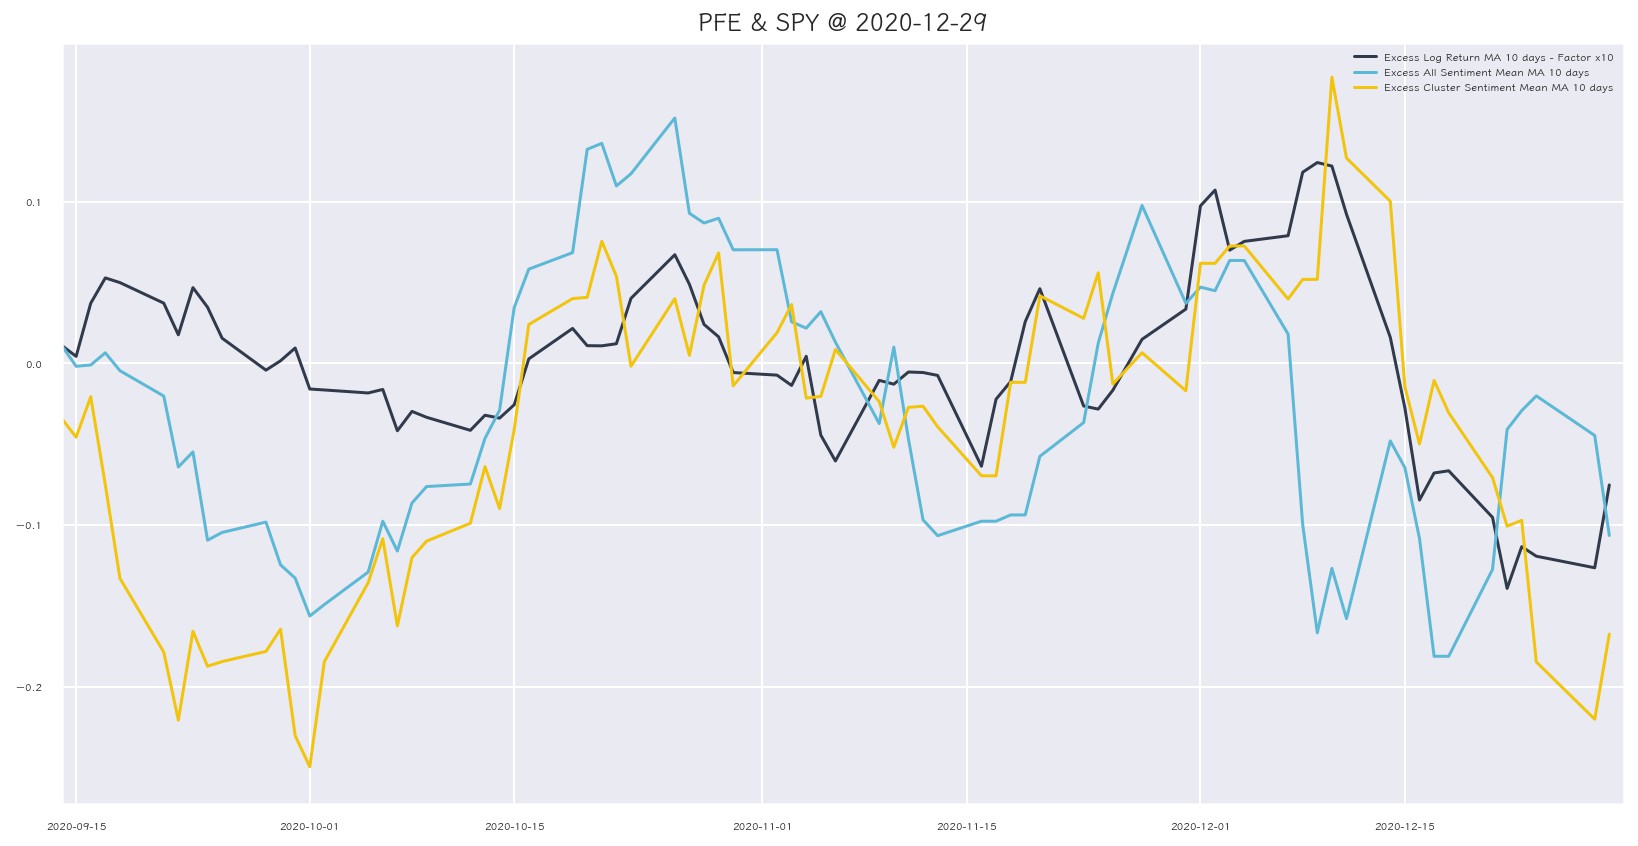 PFE & SPY @ 2020-12-29
Excess Log Return MA 10 days - Factor x10
Excess All Sentiment Mean MA 10 days
Excess Cluster Sentiment Mean MA 10 days
0.1
0.0
−0.1
−0.2
2020-09-15 2020-10-01 2020-10-15 2020-11-01 2020-11-15 2020-12-01 2020-12-15